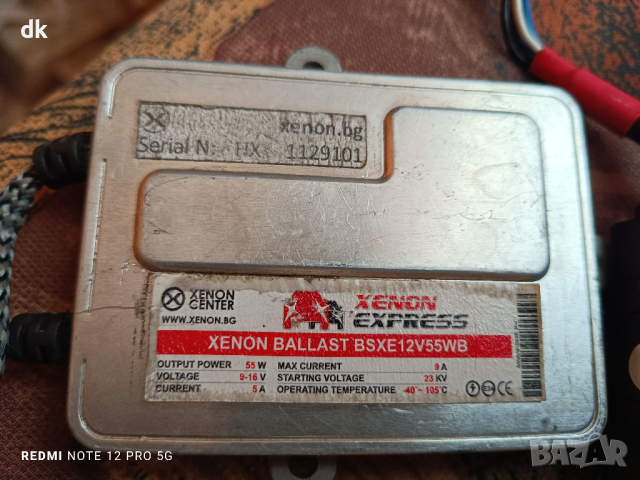 dk
xenon.bg
Serial N: HX 1129101
XENON CENTER
WWW.XENON.BG
XENON EXPRESS
XENON BALLAST BSXE12V55WB
OUTPUT POWER 55 W MAX CURRENT 9 A
VOLTAGE 9-16 V STARTING VOLTAGE 23 KV
CURRENT 5 A OPERATING TEMPERATURE -40~105°C
CE
REDMI NOTE 12 PRO 5G
BAZAR